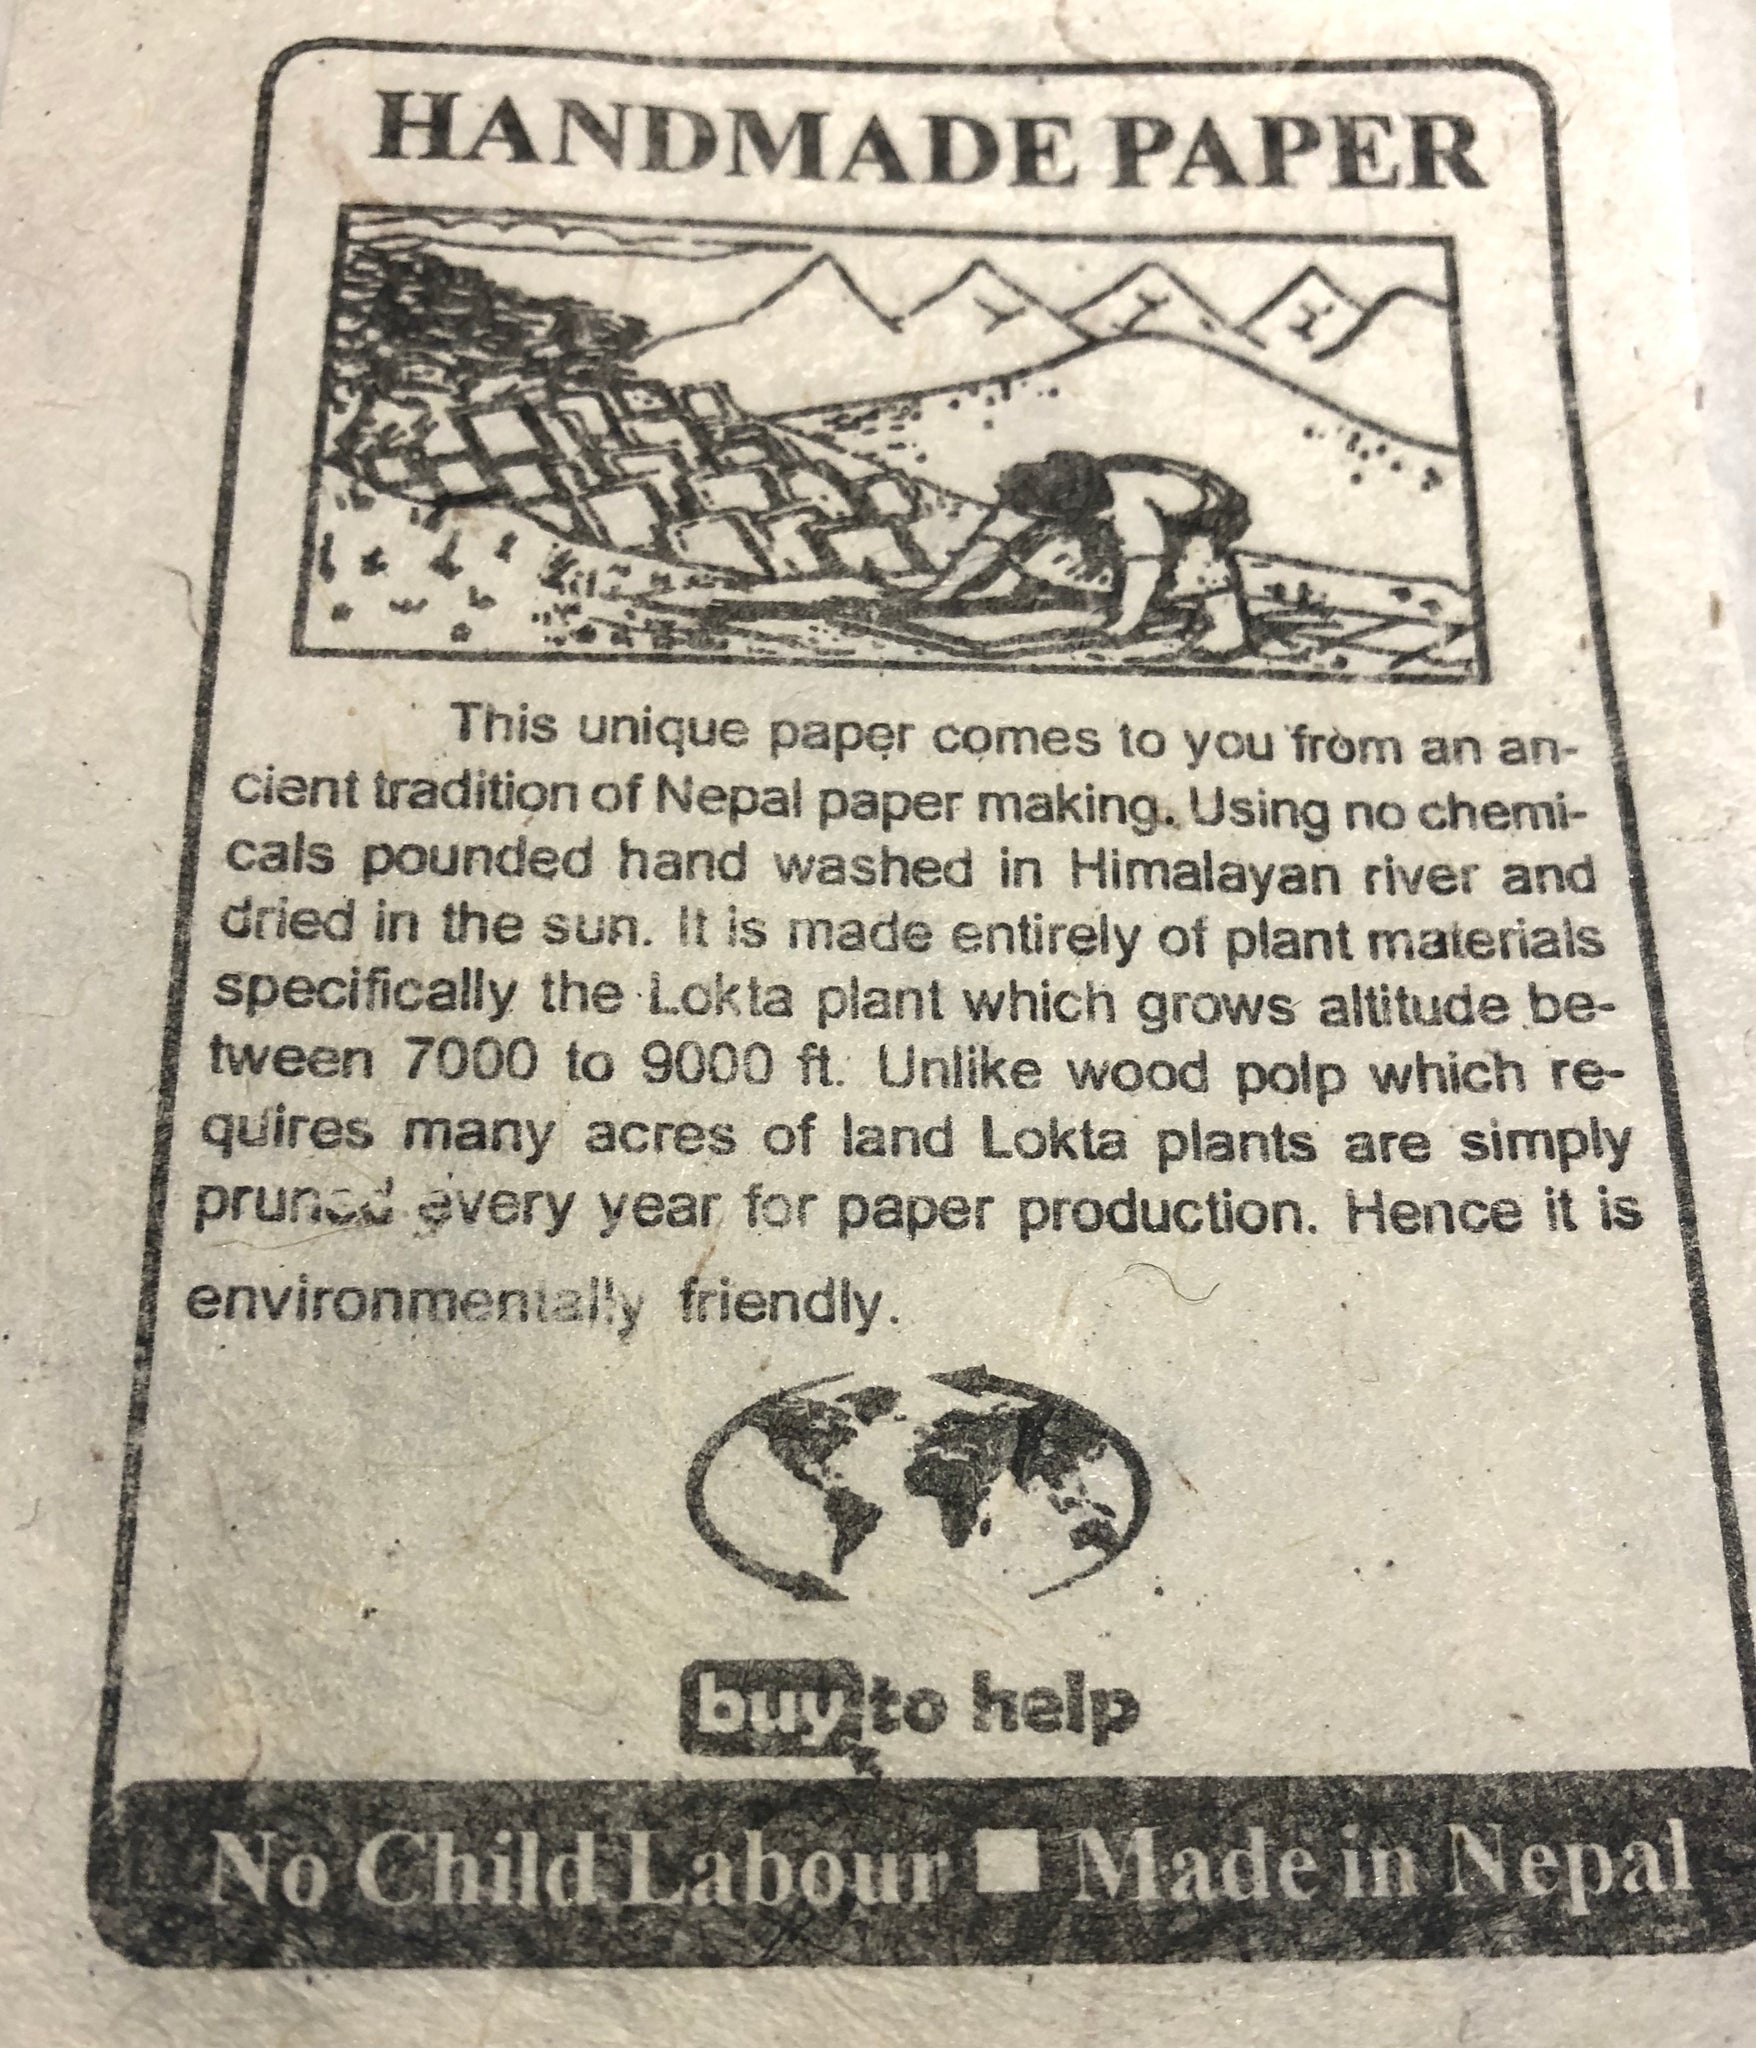 HANDMADE PAPER
This unique paper comes to you from an an-
cient tradition of Nepal paper making. Using no chemi-
cals pounded hand washed in Himalayan river and
dried in the sun. It is made entirely of plant materials
specifically the Lokta plant which grows altitude be-
tween 7000 to 9000 ft. Unlike wood polp which re-
quires many acres of land Lokta plants are simply
pruned every year for paper production. Hence it is
environmentally friendly.
buy to help
No Child Labour ■ Made in Nepal